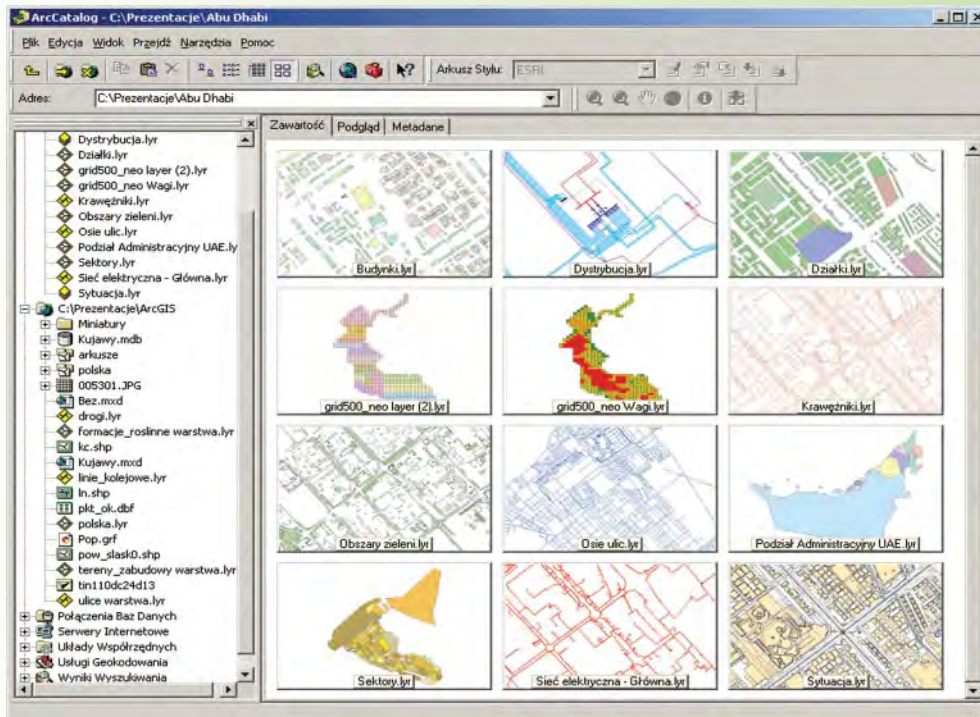 ArcCatalog - C:\Prezentacje\Abu Dhabi
Plik Edycja Widok Przejdź Narzędzia Pomoc
Arkusz Stylu: ESRI
Adres: C:\Prezentacje\Abu Dhabi
Dystrybucja.lyr
Działki.lyr
grid500_neo layer (2).lyr
grid500_neo Wagi.lyr
Krawężniki.lyr
Obszary zieleni.lyr
Osie ulic.lyr
Podział Administracyjny UAE.ly
Sektory.lyr
Sieć elektryczna - Główna.lyr
Sytuacja.lyr
C:\Prezentacje\ArcGIS
Miniatury
Kujawy.mdb
arkusze
polska
005301.JPG
Bez.mxd
drogi.lyr
formacje_roslinne warstwa.lyr
kc.shp
Kujawy.mxd
linie_kolejowe.lyr
ln.shp
pkt_ok.dbf
polska.lyr
Pop.grf
pow_slask0.shp
tereny_zabudowy warstwa.lyr
tin110dc24d13
ulice warstwa.lyr
Połączenia Baz Danych
Serwery Internetowe
Układy Współrzędnych
Usługi Geokodowania
Wyniki Wyszukiwania
Zawartość Podgląd Metadane
Budynki.lyr Dystrybucja.lyr Działki.lyr
grid500_neo layer (2).lyr grid500_neo Wagi.lyr Krawężniki.lyr
Obszary zieleni.lyr Osie ulic.lyr Podział Administracyjny UAE.lyr
Sektory.lyr Sieć elektryczna - Główna.lyr Sytuacja.lyr